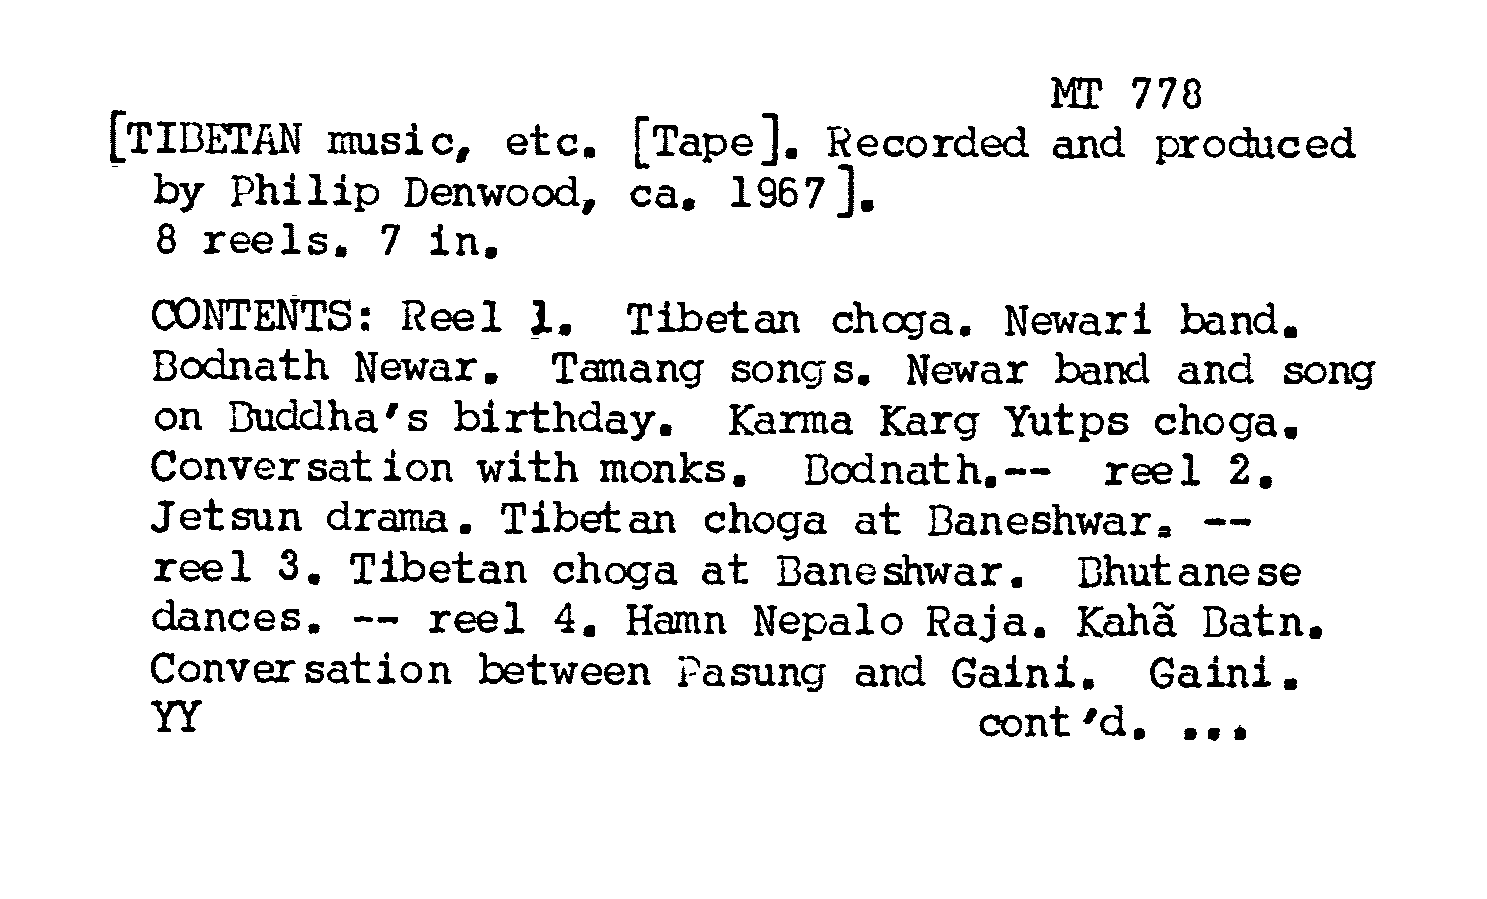 MT 778
[TIBETAN music, etc. [Tape]. Recorded and produced
by Philip Denwood, ca. 1967].
8 reels. 7 in.
CONTENTS: Reel 1. Tibetan choga. Newari band.
Bodnath Newar. Tamang songs. Newar band and song
on Buddha's birthday. Karma Karg Yutps choga.
Conversation with monks. Bodnath.-- reel 2.
Jetsun drama. Tibetan choga at Baneshwar. --
reel 3. Tibetan choga at Baneshwar. Bhutanese
dances. -- reel 4. Hamn Nepalo Raja. Kahã Batn.
Conversation between Pasung and Gaini. Gaini.
YY cont'd. ...